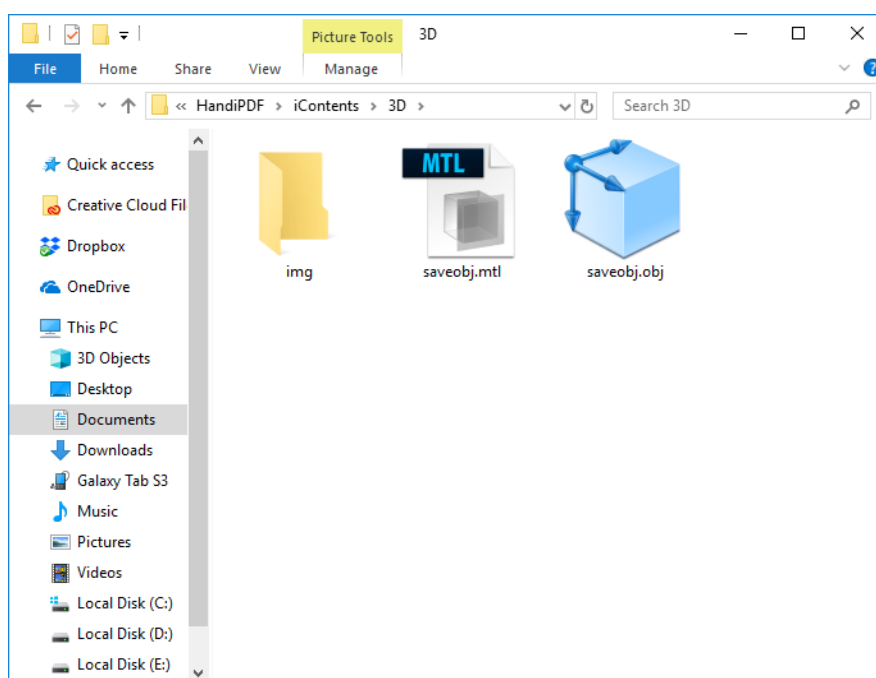 Picture Tools 3D
File Home Share View Manage ?
« HandiPDF > iContents > 3D > Search 3D
Quick access
Creative Cloud Fil
Dropbox
OneDrive
This PC
3D Objects
Desktop
Documents
Downloads
Galaxy Tab S3
Music
Pictures
Videos
Local Disk (C:)
Local Disk (D:)
Local Disk (E:)
MTL
img saveobj.mtl saveobj.obj